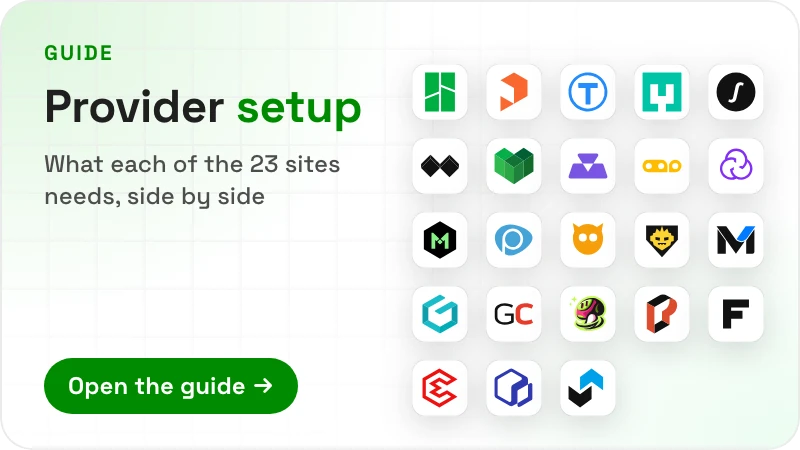 GUIDE
Provider setup
What each of the 23 sites
needs, side by side
Open the guide →
GC